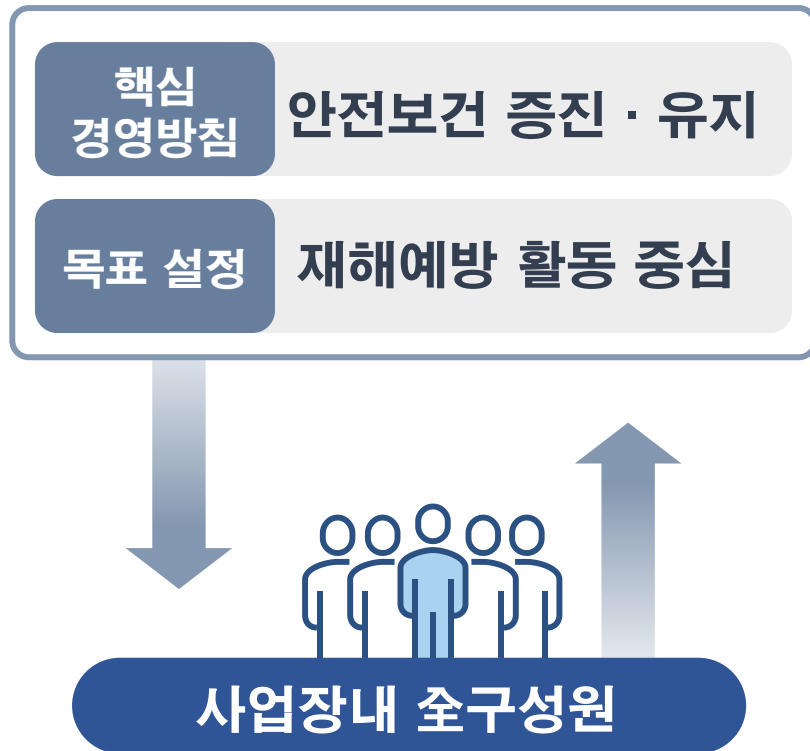 핵심
경영방침
안전보건 증진 · 유지
목표 설정
재해예방 활동 중심
사업장내 全구성원